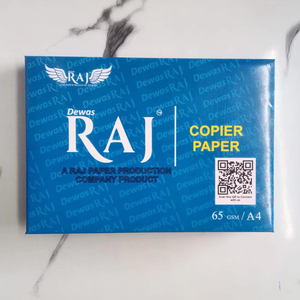 RAJ
Dewas
RAJ
A RAJ PAPER PRODUCTION
COMPANY PRODUCT
COPIER
PAPER
65 GSM / A4